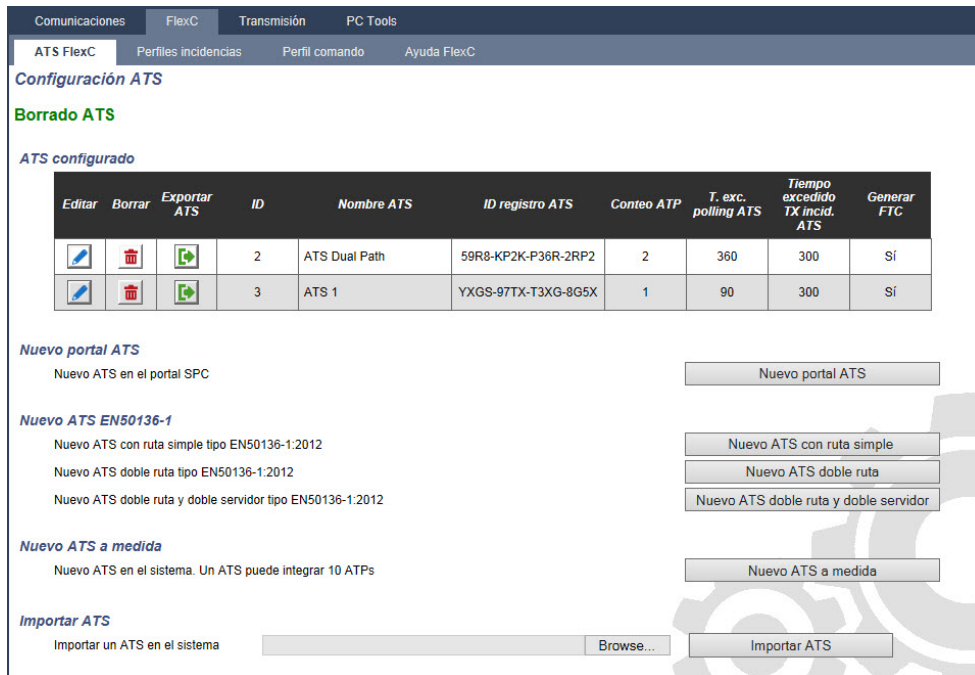 Comunicaciones FlexC Transmisión PC Tools
ATS FlexC Perfiles incidencias Perfil comando Ayuda FlexC
Configuración ATS
Borrado ATS
ATS configurado
Editar Borrar Exportar ATS ID Nombre ATS ID registro ATS Conteo ATP T. exc. polling ATS Tiempo excedido TX incid. ATS Generar FTC
2 ATS Dual Path 59R8-KP2K-P36R-2RP2 2 360 300 Sí
3 ATS 1 YXGS-97TX-T3XG-8G5X 1 90 300 Sí
Nuevo portal ATS
Nuevo ATS en el portal SPC Nuevo portal ATS
Nuevo ATS EN50136-1
Nuevo ATS con ruta simple tipo EN50136-1:2012 Nuevo ATS con ruta simple
Nuevo ATS doble ruta tipo EN50136-1:2012 Nuevo ATS doble ruta
Nuevo ATS doble ruta y doble servidor tipo EN50136-1:2012 Nuevo ATS doble ruta y doble servidor
Nuevo ATS a medida
Nuevo ATS en el sistema. Un ATS puede integrar 10 ATPs Nuevo ATS a medida
Importar ATS
Importar un ATS en el sistema Browse... Importar ATS